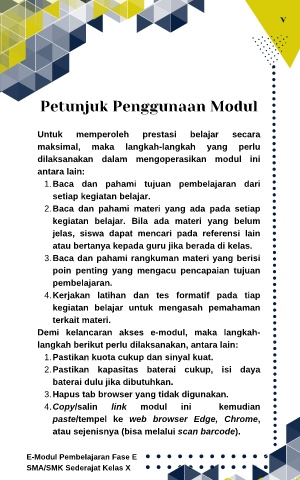 v
Petunjuk Penggunaan Modul
Untuk memperoleh prestasi belajar secara
maksimal, maka langkah-langkah yang perlu
dilaksanakan dalam mengoperasikan modul ini
antara lain:
1. Baca dan pahami tujuan pembelajaran dari
setiap kegiatan belajar.
2. Baca dan pahami materi yang ada pada setiap
kegiatan belajar. Bila ada materi yang belum
jelas, siswa dapat mencari pada referensi lain
atau bertanya kepada guru jika berada di kelas.
3. Baca dan pahami rangkuman materi yang berisi
poin penting yang mengacu pencapaian tujuan
pembelajaran.
4. Kerjakan latihan dan tes formatif pada tiap
kegiatan belajar untuk mengasah pemahaman
terkait materi.
Demi kelancaran akses e-modul, maka langkah-
langkah berikut perlu dilaksanakan, antara lain:
1. Pastikan kuota cukup dan sinyal kuat.
2. Pastikan kapasitas baterai cukup, isi daya
baterai dulu jika dibutuhkan.
3. Hapus tab browser yang tidak digunakan.
4. Copy/salin link modul ini kemudian
paste/tempel ke web browser Edge, Chrome,
atau sejenisnya (bisa melalui scan barcode).
E-Modul Pembelajaran Fase E
SMA/SMK Sederajat Kelas X